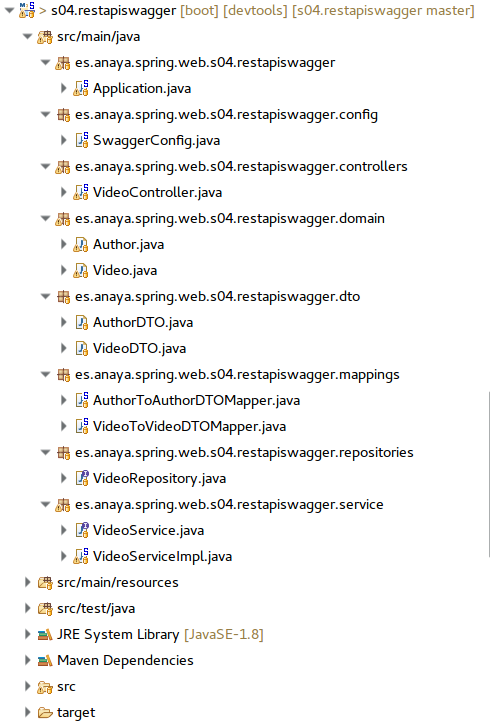 > s04.restapiswagger [boot] [devtools] [s04.restapiswagger master]
src/main/java
es.anaya.spring.web.s04.restapiswagger
Application.java
es.anaya.spring.web.s04.restapiswagger.config
SwaggerConfig.java
es.anaya.spring.web.s04.restapiswagger.controllers
VideoController.java
es.anaya.spring.web.s04.restapiswagger.domain
Author.java
Video.java
es.anaya.spring.web.s04.restapiswagger.dto
AuthorDTO.java
VideoDTO.java
es.anaya.spring.web.s04.restapiswagger.mappings
AuthorToAuthorDTOMapper.java
VideoToVideoDTOMapper.java
es.anaya.spring.web.s04.restapiswagger.repositories
VideoRepository.java
es.anaya.spring.web.s04.restapiswagger.service
VideoService.java
VideoServiceImpl.java
src/main/resources
src/test/java
JRE System Library [JavaSE-1.8]
Maven Dependencies
src
target